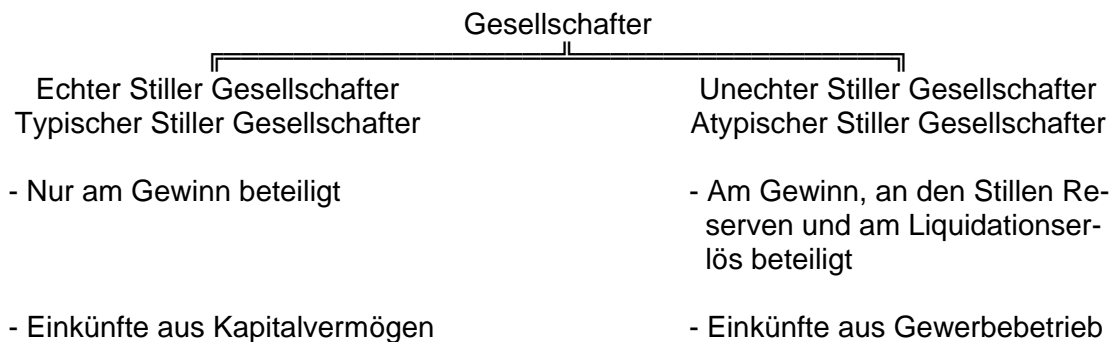 Gesellschafter
Echter Stiller Gesellschafter
Typischer Stiller Gesellschafter
- Nur am Gewinn beteiligt
- Einkünfte aus Kapitalvermögen
Unechter Stiller Gesellschafter
Atypischer Stiller Gesellschafter
- Am Gewinn, an den Stillen Re-
serven und am Liquidationser-
lös beteiligt
- Einkünfte aus Gewerbebetrieb